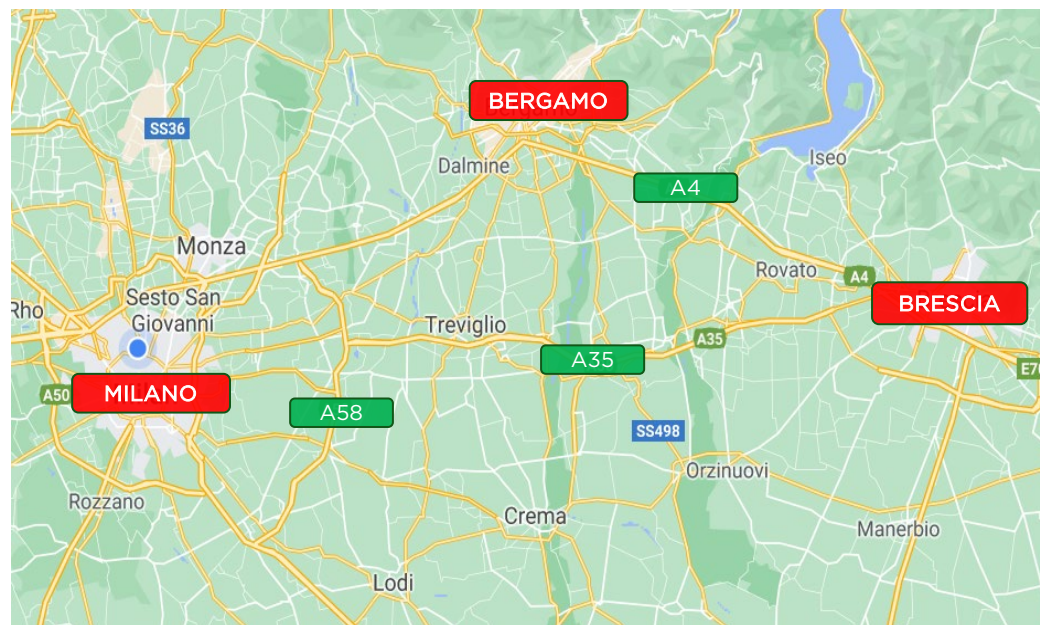 BERGAMO
SS36
Dalmine
Iseo
A4
Monza
Rovato
A4
Sesto San
Giovanni
Rho
BRESCIA
Treviglio
A35
A35
E70
MILANO
A50
A58
SS498
Orzinuovi
Rozzano
Crema
Manerbio
Lodi